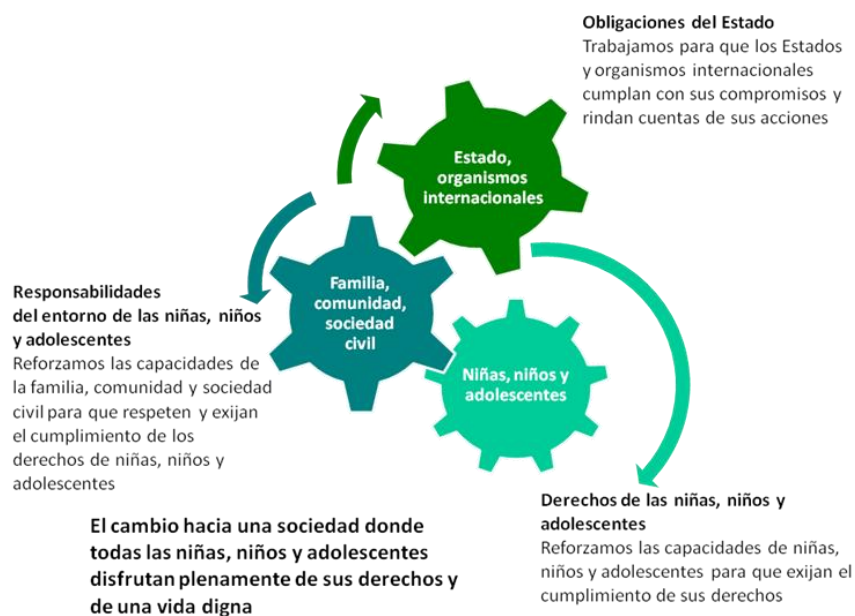 Obligaciones del Estado
Trabajamos para que los Estados
y organismos internacionales
cumplan con sus compromisos y
rindan cuentas de sus acciones
Estado,
organismos
internacionales
Familia,
comunidad,
sociedad
civil
Niñas, niños y
adolescentes
Responsabilidades
del entorno de las niñas, niños
y adolescentes
Reforzamos las capacidades de
la familia, comunidad y sociedad
civil para que respeten y exijan
el cumplimiento de los
derechos de niñas, niños y
adolescentes
Derechos de las niñas, niños y
adolescentes
Reforzamos las capacidades de niñas,
niños y adolescentes para que exijan el
cumplimiento de sus derechos
El cambio hacia una sociedad donde
todas las niñas, niños y adolescentes
disfrutan plenamente de sus derechos y
de una vida digna